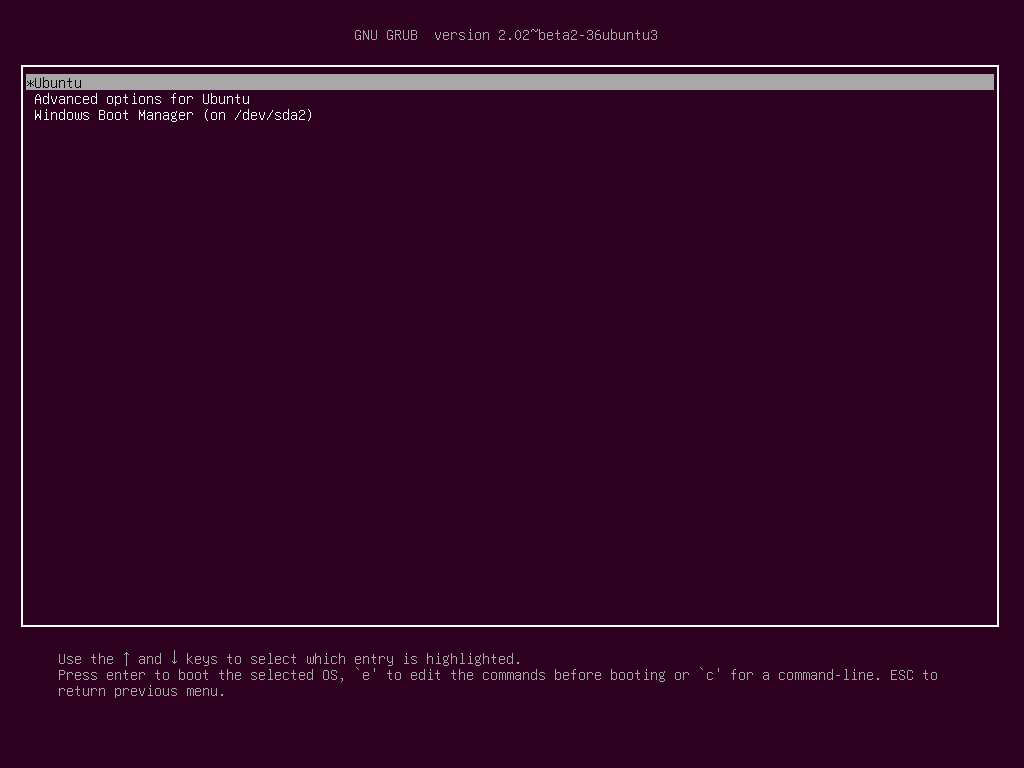 GNU GRUB  version 2.02~beta2-36ubuntu3
*Ubuntu
Advanced options for Ubuntu
Windows Boot Manager (on /dev/sda2)
Use the ↑ and ↓ keys to select which entry is highlighted.
Press enter to boot the selected OS, `e' to edit the commands before booting or `c' for a command-line. ESC to
return previous menu.